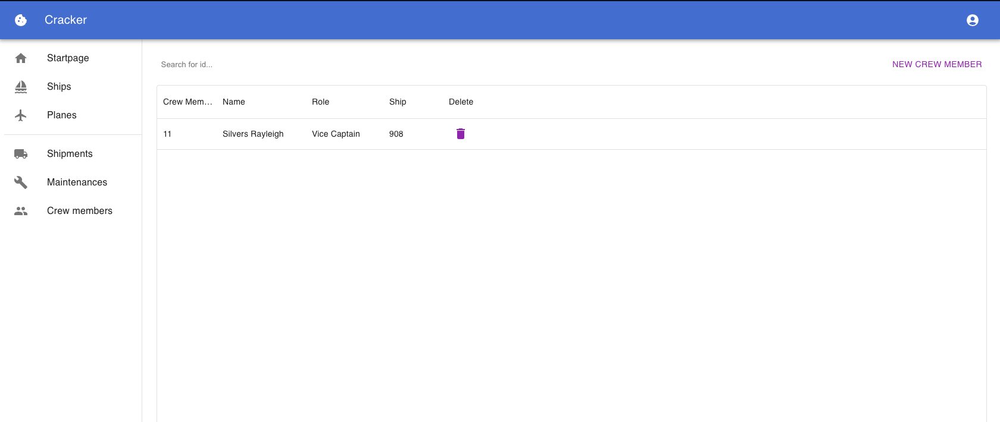 Cracker
Startpage
Ships
Planes
Shipments
Maintenances
Crew members
Search for id...
NEW CREW MEMBER
Crew Mem... Name Role Ship Delete
11 Silvers Rayleigh Vice Captain 908